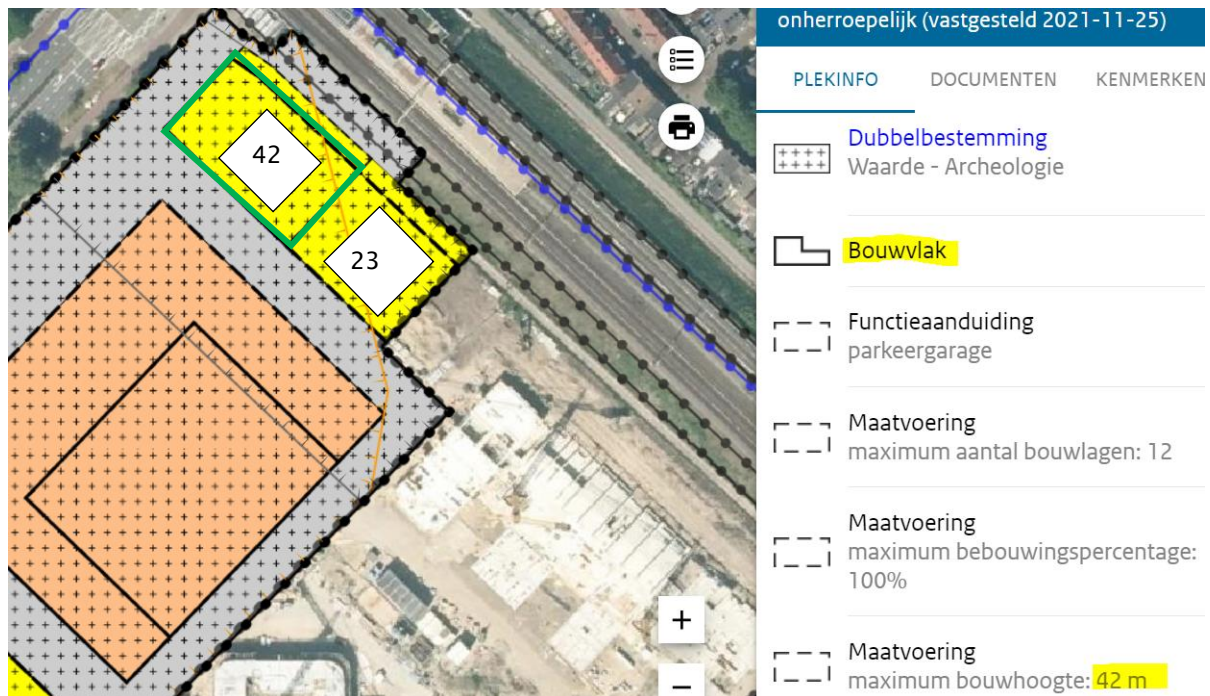 onherroepelijk (vastgesteld 2021-11-25)
PLEKINFO DOCUMENTEN KENMERKEN
Dubbelbestemming
Waarde - Archeologie
Bouwvlak
Functieaanduiding
parkeergarage
Maatvoering
maximum aantal bouwlagen: 12
Maatvoering
maximum bebouwingspercentage:
100%
Maatvoering
maximum bouwhoogte: 42 m
42
23
+
−